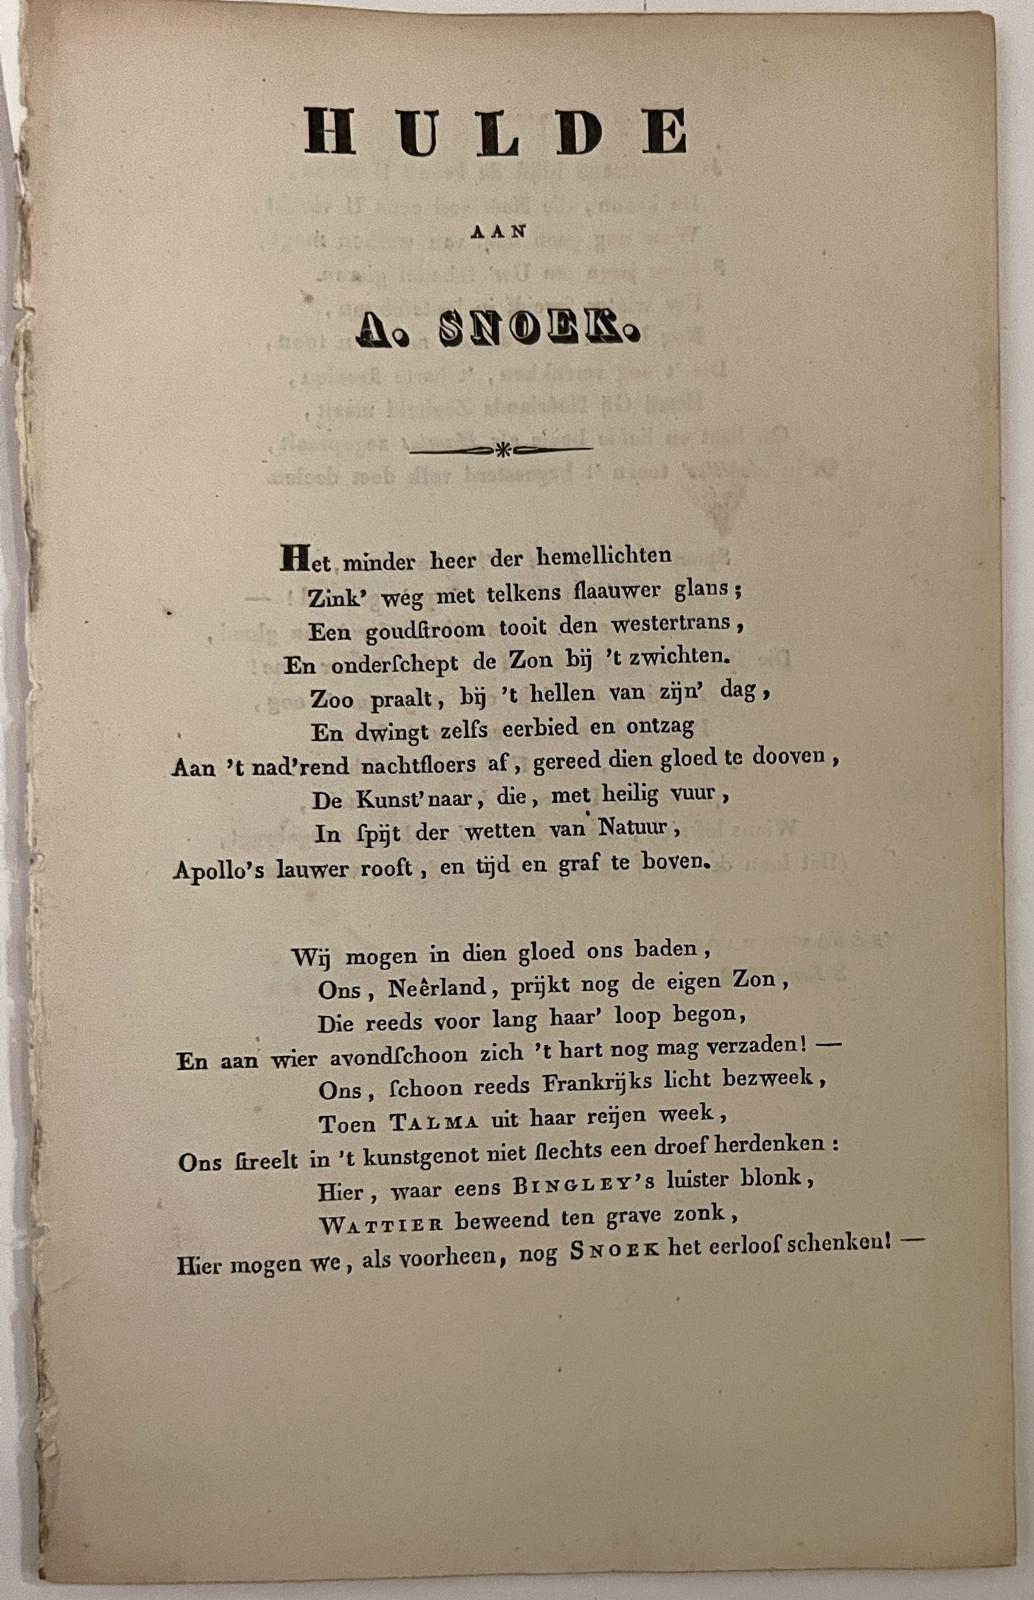 HULDE
AAN
A. SNOEK.
Het minder heer der hemellichten
Zink' weg met telkens flaauwer glans;
Een goudſtroom tooit den westertrans,
En onderſchept de Zon bij 't zwichten.
Zoo praalt, bij 't hellen van zijn' dag,
En dwingt zelfs eerbied en ontzag
Aan 't nad'rend nachtfloers af, gereed dien gloed te dooven,
De Kunst'naar, die, met heilig vuur,
In ſpijt der wetten van Natuur,
Apollo's lauwer rooft, en tijd en graf te boven.
Wij mogen in dien gloed ons baden,
Ons, Neêrland, prijkt nog de eigen Zon,
Die reeds voor lang haar' loop begon,
En aan wier avondſchoon zich 't hart nog mag verzaden! —
Ons, ſchoon reeds Frankrijks licht bezweek,
Toen TALMA uit haar reijen week,
Ons ſtreelt in 't kunstgenot niet ſlechts een droef herdenken:
Hier, waar eens BINGLEY'S luister blonk,
WATTIER beweend ten grave zonk,
Hier mogen we, als voorheen, nog SNOEK het eerloof schenken! —